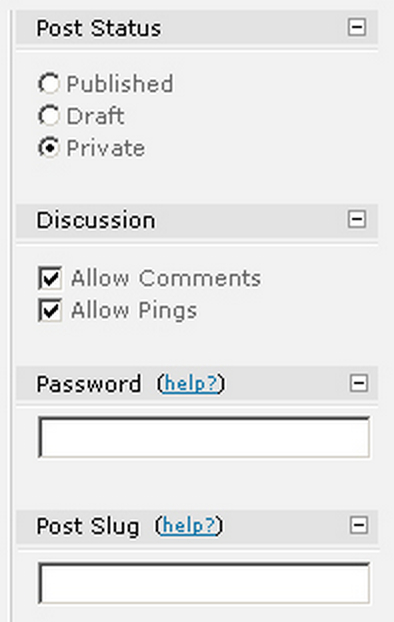 Post Status
Published
Draft
Private
Discussion
Allow Comments
Allow Pings
Password (help?)
Post Slug (help?)